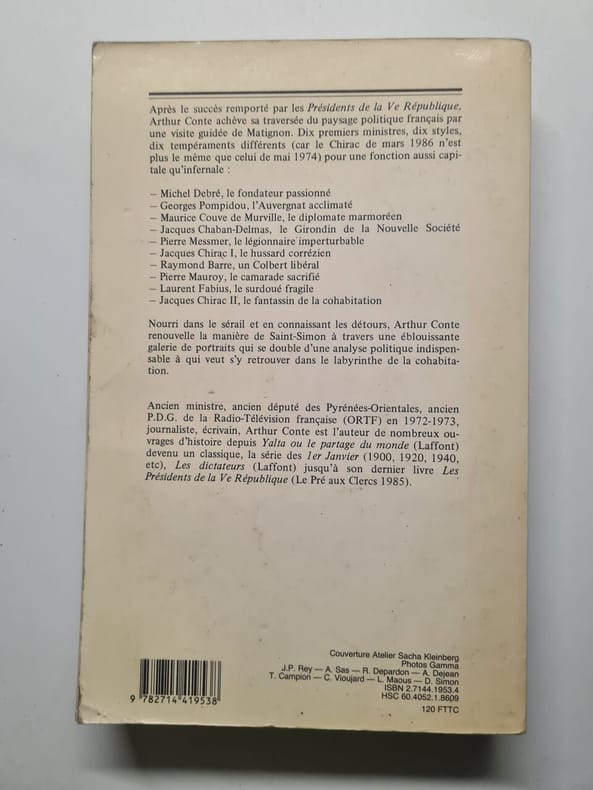 Après le succès remporté par les Présidents de la Ve République,
Arthur Conte achève sa traversée du paysage politique français par
une visite guidée de Matignon. Dix premiers ministres, dix styles,
dix tempéraments différents (car le Chirac de mars 1986 n'est
plus le même que celui de mai 1974) pour une fonction aussi capi-
tale qu'infernale :
– Michel Debré, le fondateur passionné
– Georges Pompidou, l'Auvergnat acclimaté
– Maurice Couve de Murville, le diplomate marmoréen
– Jacques Chaban-Delmas, le Girondin de la Nouvelle Société
– Pierre Messmer, le légionnaire imperturbable
– Jacques Chirac I, le hussard corrézien
– Raymond Barre, un Colbert libéral
– Pierre Mauroy, le camarade sacrifié
– Laurent Fabius, le surdoué fragile
– Jacques Chirac II, le fantassin de la cohabitation
Nourri dans le sérail et en connaissant les détours, Arthur Conte
renouvelle la manière de Saint-Simon à travers une éblouissante
galerie de portraits qui se double d'une analyse politique indispen-
sable à qui veut s'y retrouver dans le labyrinthe de la cohabita-
tion.
Ancien ministre, ancien député des Pyrénées-Orientales, ancien
P.D.G. de la Radio-Télévision française (ORTF) en 1972-1973,
journaliste, écrivain, Arthur Conte est l'auteur de nombreux ou-
vrages d'histoire depuis Yalta ou le partage du monde (Laffont)
devenu un classique, la série des 1er Janvier (1900, 1920, 1940,
etc), Les dictateurs (Laffont) jusqu'à son dernier livre Les
Présidents de la Ve République (Le Pré aux Clercs 1985).
Couverture Atelier Sacha Kleinberg
Photos Gamma
J.P. Rey — A. Sas — R. Depardon — A. Dejean
T. Campion — C. Vioujard — L. Maous — D. Simon
ISBN 2.7144.1953.4
HSC 60.4052.1.8609
120 FTTC
9 782714 419538